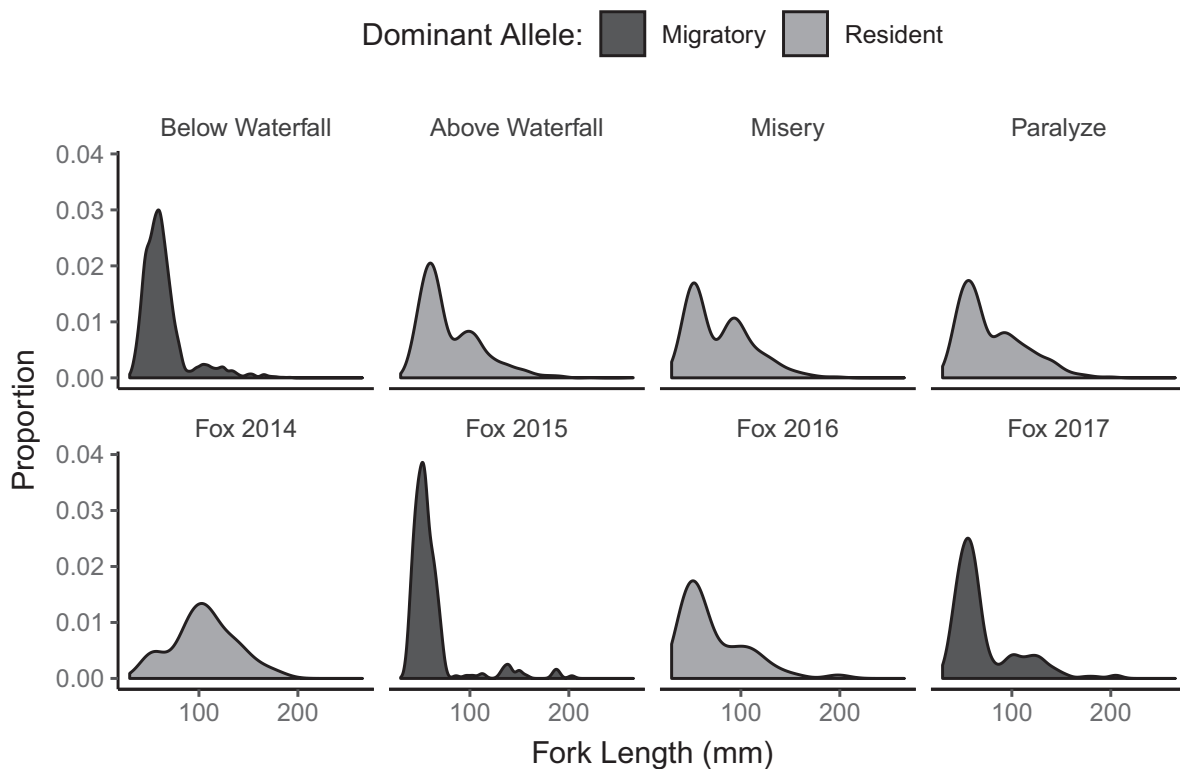 Dominant Allele: Migratory Resident
Below Waterfall Above Waterfall Misery Paralyze
0.04
0.03
0.02
0.01
0.00
Proportion
Fox 2014 Fox 2015 Fox 2016 Fox 2017
0.04
0.03
0.02
0.01
0.00
100 200 100 200 100 200 100 200
Fork Length (mm)